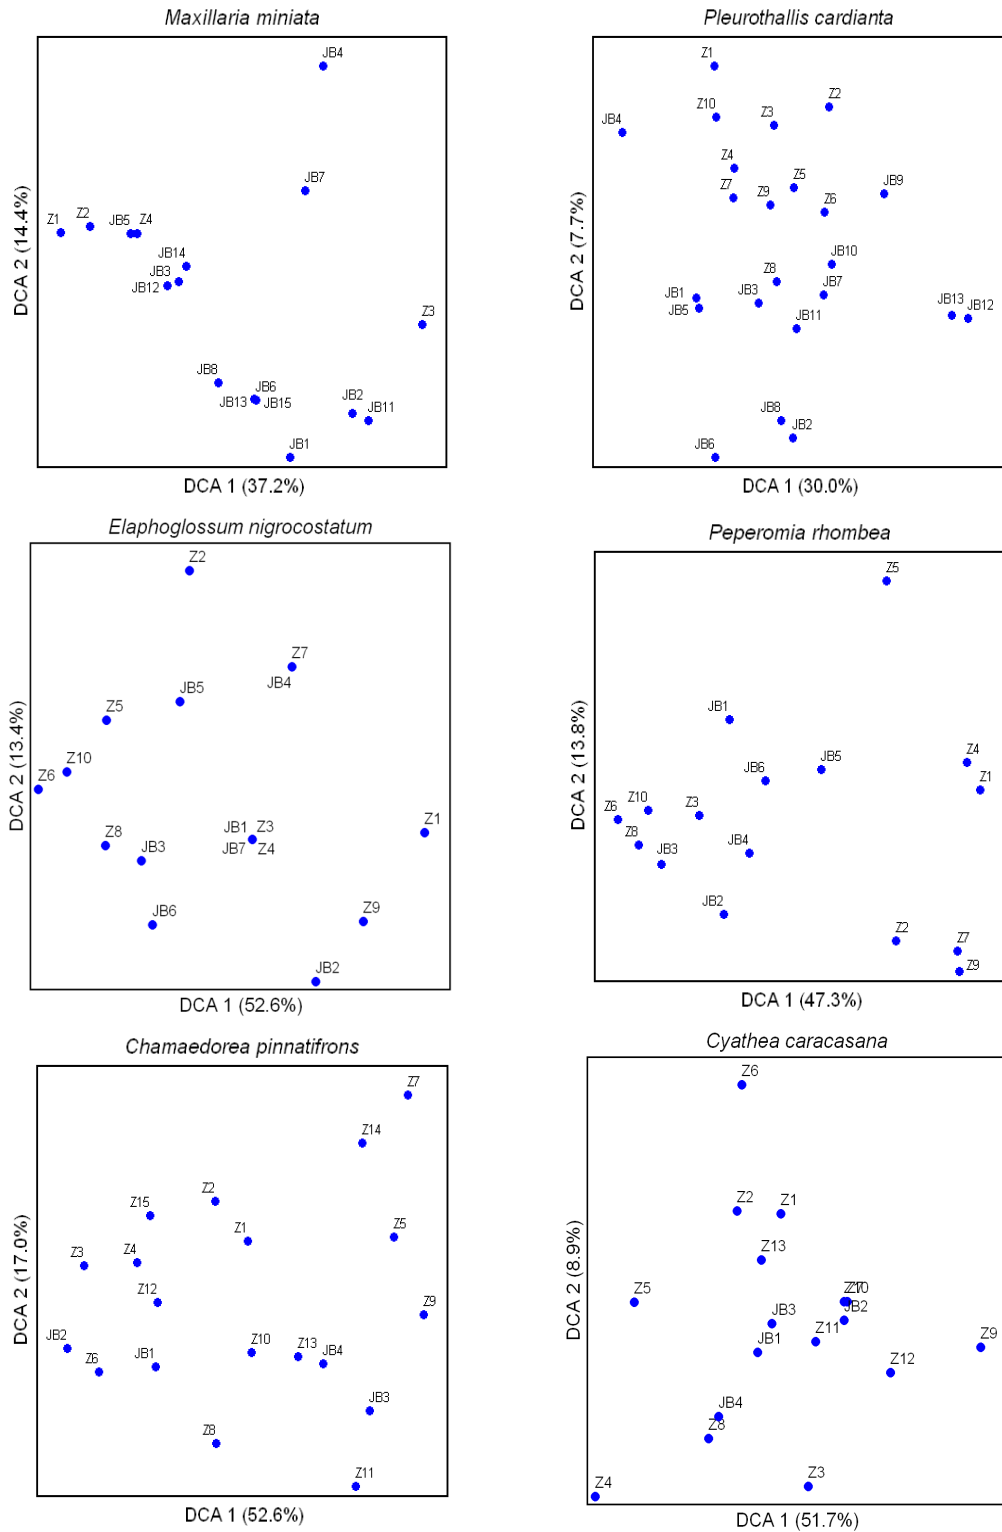 Maxillaria miniata
JB4
JB7
Z1
Z2
JB5
Z4
JB14
JB3
JB12
Z3
JB8
JB6
JB13
JB15
JB2
JB11
JB1
DCA 2 (14.4%)
DCA 1 (37.2%)
Pleurothallis cardianta
Z1
Z2
Z10
Z3
JB4
Z4
Z5
JB9
Z7
Z9
Z6
JB10
Z8
JB7
JB1
JB3
JB5
JB11
JB13
JB12
JB8
JB2
JB6
DCA 2 (7.7%)
DCA 1 (30.0%)
Elaphoglossum nigrocostatum
Z2
Z7
JB4
JB5
Z5
Z10
Z6
JB1
Z3
JB7
Z4
Z1
Z8
JB3
JB6
Z9
JB2
DCA 2 (13.4%)
DCA 1 (52.6%)
Peperomia rhombea
Z5
JB1
JB5
Z4
JB6
Z1
Z10
Z3
Z6
Z8
JB4
JB3
JB2
Z2
Z7
Z9
DCA 2 (13.8%)
DCA 1 (47.3%)
Chamaedorea pinnatifrons
Z7
Z14
Z2
Z15
Z1
Z5
Z4
Z3
Z12
Z9
JB2
Z6
JB1
Z10
Z13
JB4
JB3
Z8
Z11
DCA 2 (17.0%)
DCA 1 (52.6%)
Cyathea caracasana
Z6
Z2
Z1
Z13
Z5
Z7
Z10
JB2
JB3
Z11
JB1
Z9
Z12
JB4
Z8
Z3
Z4
DCA 2 (8.9%)
DCA 1 (51.7%)